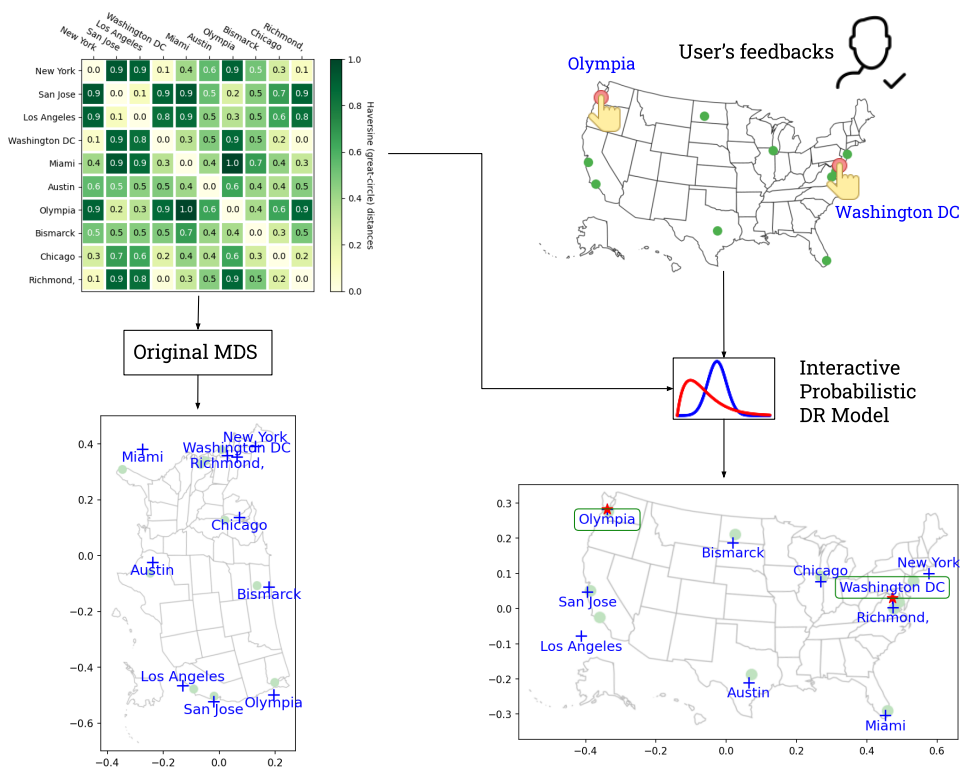 New York
San Jose
Los Angeles
Washington DC
Miami
Austin
Olympia
Bismarck
Chicago
Richmond,
New York 0.0 0.9 0.9 0.1 0.4 0.6 0.9 0.5 0.3 0.1
San Jose 0.9 0.0 0.1 0.9 0.9 0.5 0.2 0.5 0.7 0.9
Los Angeles 0.9 0.1 0.0 0.8 0.9 0.5 0.3 0.5 0.6 0.8
Washington DC 0.1 0.9 0.8 0.0 0.3 0.5 0.9 0.5 0.2 0.0
Miami 0.4 0.9 0.9 0.3 0.0 0.4 1.0 0.7 0.4 0.3
Austin 0.6 0.5 0.5 0.5 0.4 0.0 0.6 0.4 0.4 0.5
Olympia 0.9 0.2 0.3 0.9 1.0 0.6 0.0 0.4 0.6 0.9
Bismarck 0.5 0.5 0.5 0.5 0.7 0.4 0.4 0.0 0.3 0.5
Chicago 0.3 0.7 0.6 0.2 0.4 0.4 0.6 0.3 0.0 0.2
Richmond, 0.1 0.9 0.8 0.0 0.3 0.5 0.9 0.5 0.2 0.0
1.0
0.8
0.6
0.4
0.2
0.0
Haversine (great-circle) distances
User's feedbacks
Olympia
Washington DC
Original MDS
Interactive
Probabilistic
DR Model
0.4
0.2
0.0
−0.2
−0.4
−0.6
−0.4 −0.2 0.0 0.2
New York
Washington DC
Miami
Richmond,
Chicago
Austin
Bismarck
Los Angeles
Olympia
San Jose
0.3
0.2
0.1
0.0
−0.1
−0.2
−0.3
−0.4 −0.2 0.0 0.2 0.4 0.6
Olympia
Bismarck
New York
Chicago
Washington DC
San Jose
Richmond,
Los Angeles
Austin
Miami